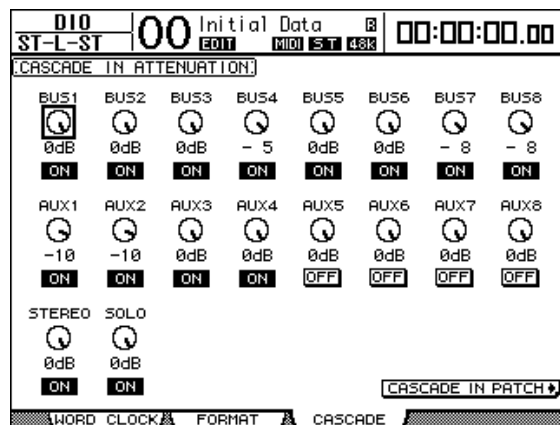 DIO
ST-L-ST
00 Initial Data
EDIT MIDI ST 48K
00:00:00.00
CASCADE IN ATTENUATION
BUS1 BUS2 BUS3 BUS4 BUS5 BUS6 BUS7 BUS8
0dB 0dB 0dB - 5 0dB 0dB - 8 - 8
ON ON ON ON ON ON ON ON
AUX1 AUX2 AUX3 AUX4 AUX5 AUX6 AUX7 AUX8
-10 -10 0dB 0dB 0dB 0dB 0dB 0dB
ON ON ON ON OFF OFF OFF OFF
STEREO SOLO
0dB 0dB
ON ON
CASCADE IN PATCH
WORD CLOCK FORMAT CASCADE